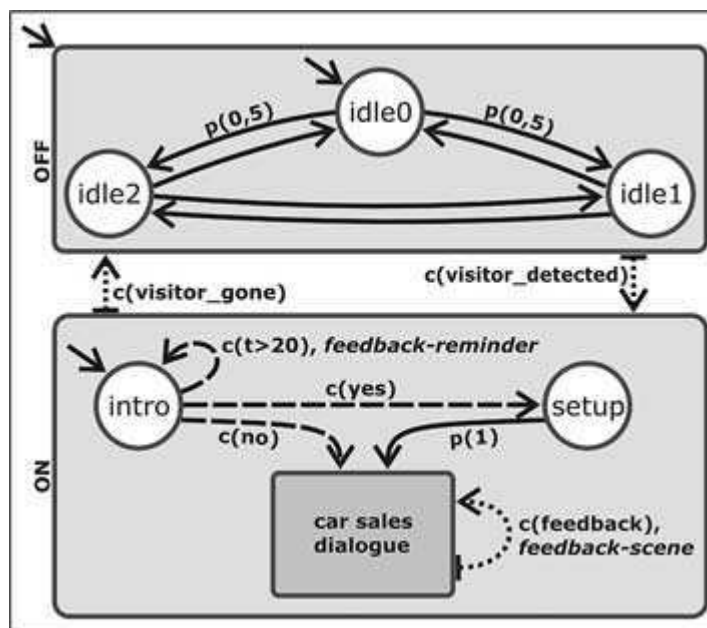 OFF
idle0
p(0,5)
p(0,5)
idle2
idle1
c(visitor_gone)
c(visitor_detected)
ON
c(t>20), feedback-reminder
intro
c(yes)
setup
c(no)
p(1)
car sales
dialogue
c(feedback),
feedback-scene